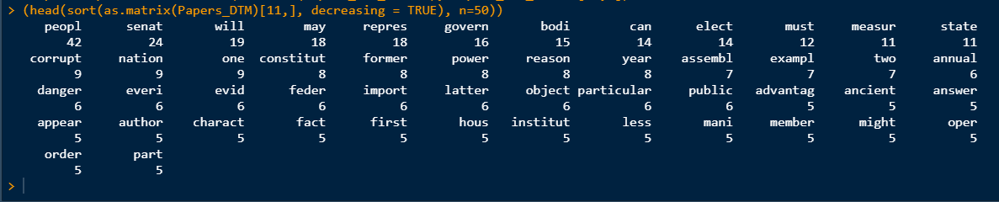 > (head(sort(as.matrix(Papers_DTM)[11,], decreasing = TRUE), n=50))
peopl senat will may repres govern bodi can elect must measur state
42 24 19 18 18 16 15 14 14 12 11 11
corrupt nation one constitut former power reason year assembl exampl two annual
9 9 9 8 8 8 8 8 7 7 7 6
danger everi evid feder import latter object particular public advantag ancient answer
6 6 6 6 6 6 6 6 6 5 5 5
appear author charact fact first hous institut less mani member might oper
5 5 5 5 5 5 5 5 5 5 5 5
order part
5 5
>